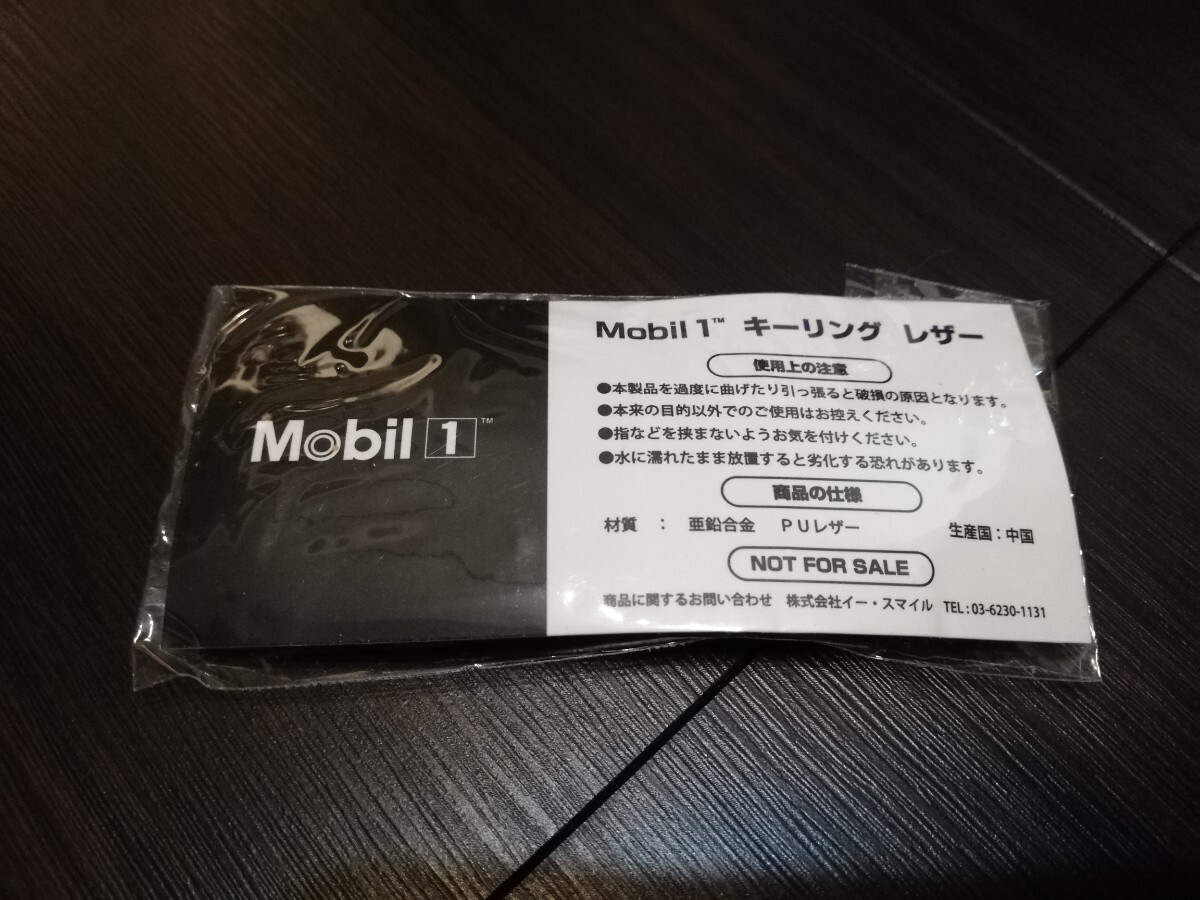 Mobil 1™
Mobil 1™ キーリング レザー
使用上の注意
●本製品を過度に曲げたり引っ張ると破損の原因となります。
●本来の目的以外でのご使用はお控えください。
●指などを挟まないようお気を付けください。
●水に濡れたまま放置すると劣化する恐れがあります。
商品の仕様
材質 : 亜鉛合金 PUレザー 生産国:中国
NOT FOR SALE
商品に関するお問い合わせ 株式会社イー・スマイル TEL:03-6230-1131